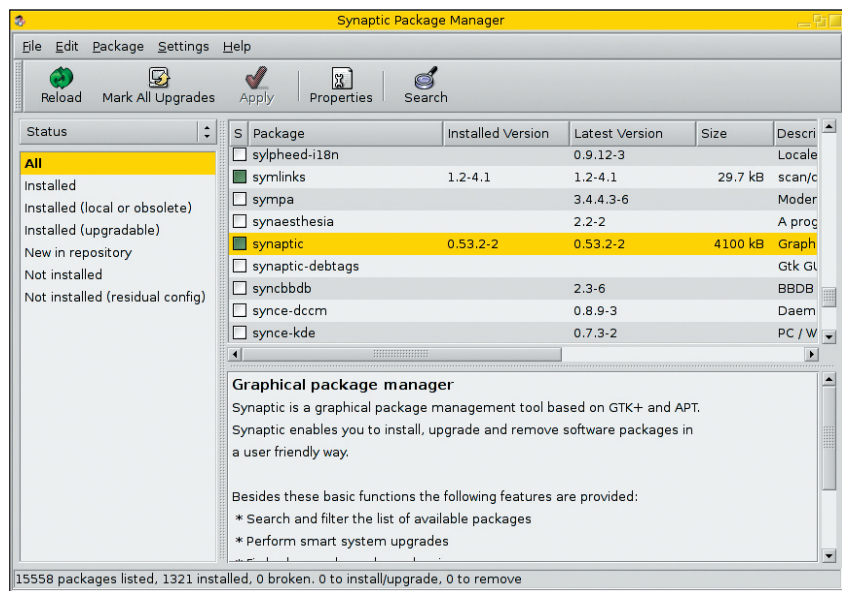 Synaptic Package Manager
File Edit Package Settings Help
Reload Mark All Upgrades Apply Properties Search
Status
All
Installed
Installed (local or obsolete)
Installed (upgradable)
New in repository
Not installed
Not installed (residual config)
S Package Installed Version Latest Version Size Descri
sylpheed-i18n 0.9.12-3 Locale
symlinks 1.2-4.1 1.2-4.1 29.7 kB scan/c
sympa 3.4.4.3-6 Moder
synaesthesia 2.2-2 A prog
synaptic 0.53.2-2 0.53.2-2 4100 kB Graph
synaptic-debtags Gtk GU
syncbbdb 2.3-6 BBDB
synce-dccm 0.8.9-3 Daem
synce-kde 0.7.3-2 PC / W
Graphical package manager
Synaptic is a graphical package management tool based on GTK+ and APT.
Synaptic enables you to install, upgrade and remove software packages in
a user friendly way.
Besides these basic functions the following features are provided:
* Search and filter the list of available packages
* Perform smart system upgrades
15558 packages listed, 1321 installed, 0 broken. 0 to install/upgrade, 0 to remove